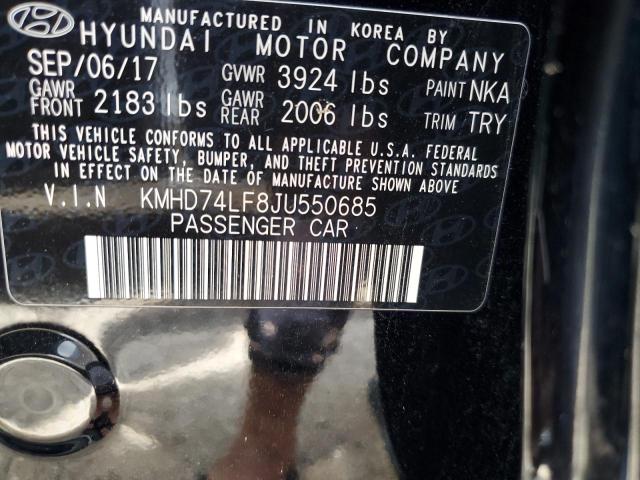 MANUFACTURED IN KOREA BY
HYUNDAI MOTOR COMPANY
SEP/06/17 GVWR 3924 lbs PAINT NKA
GAWR FRONT 2183 lbs GAWR REAR 2006 lbs TRIM TRY
THIS VEHICLE CONFORMS TO ALL APPLICABLE U.S.A. FEDERAL
MOTOR VEHICLE SAFETY, BUMPER, AND THEFT PREVENTION STANDARDS
IN EFFECT ON THE DATE OF MANUFACTURE SHOWN ABOVE
V.I.N KMHD74LF8JU550685
PASSENGER CAR